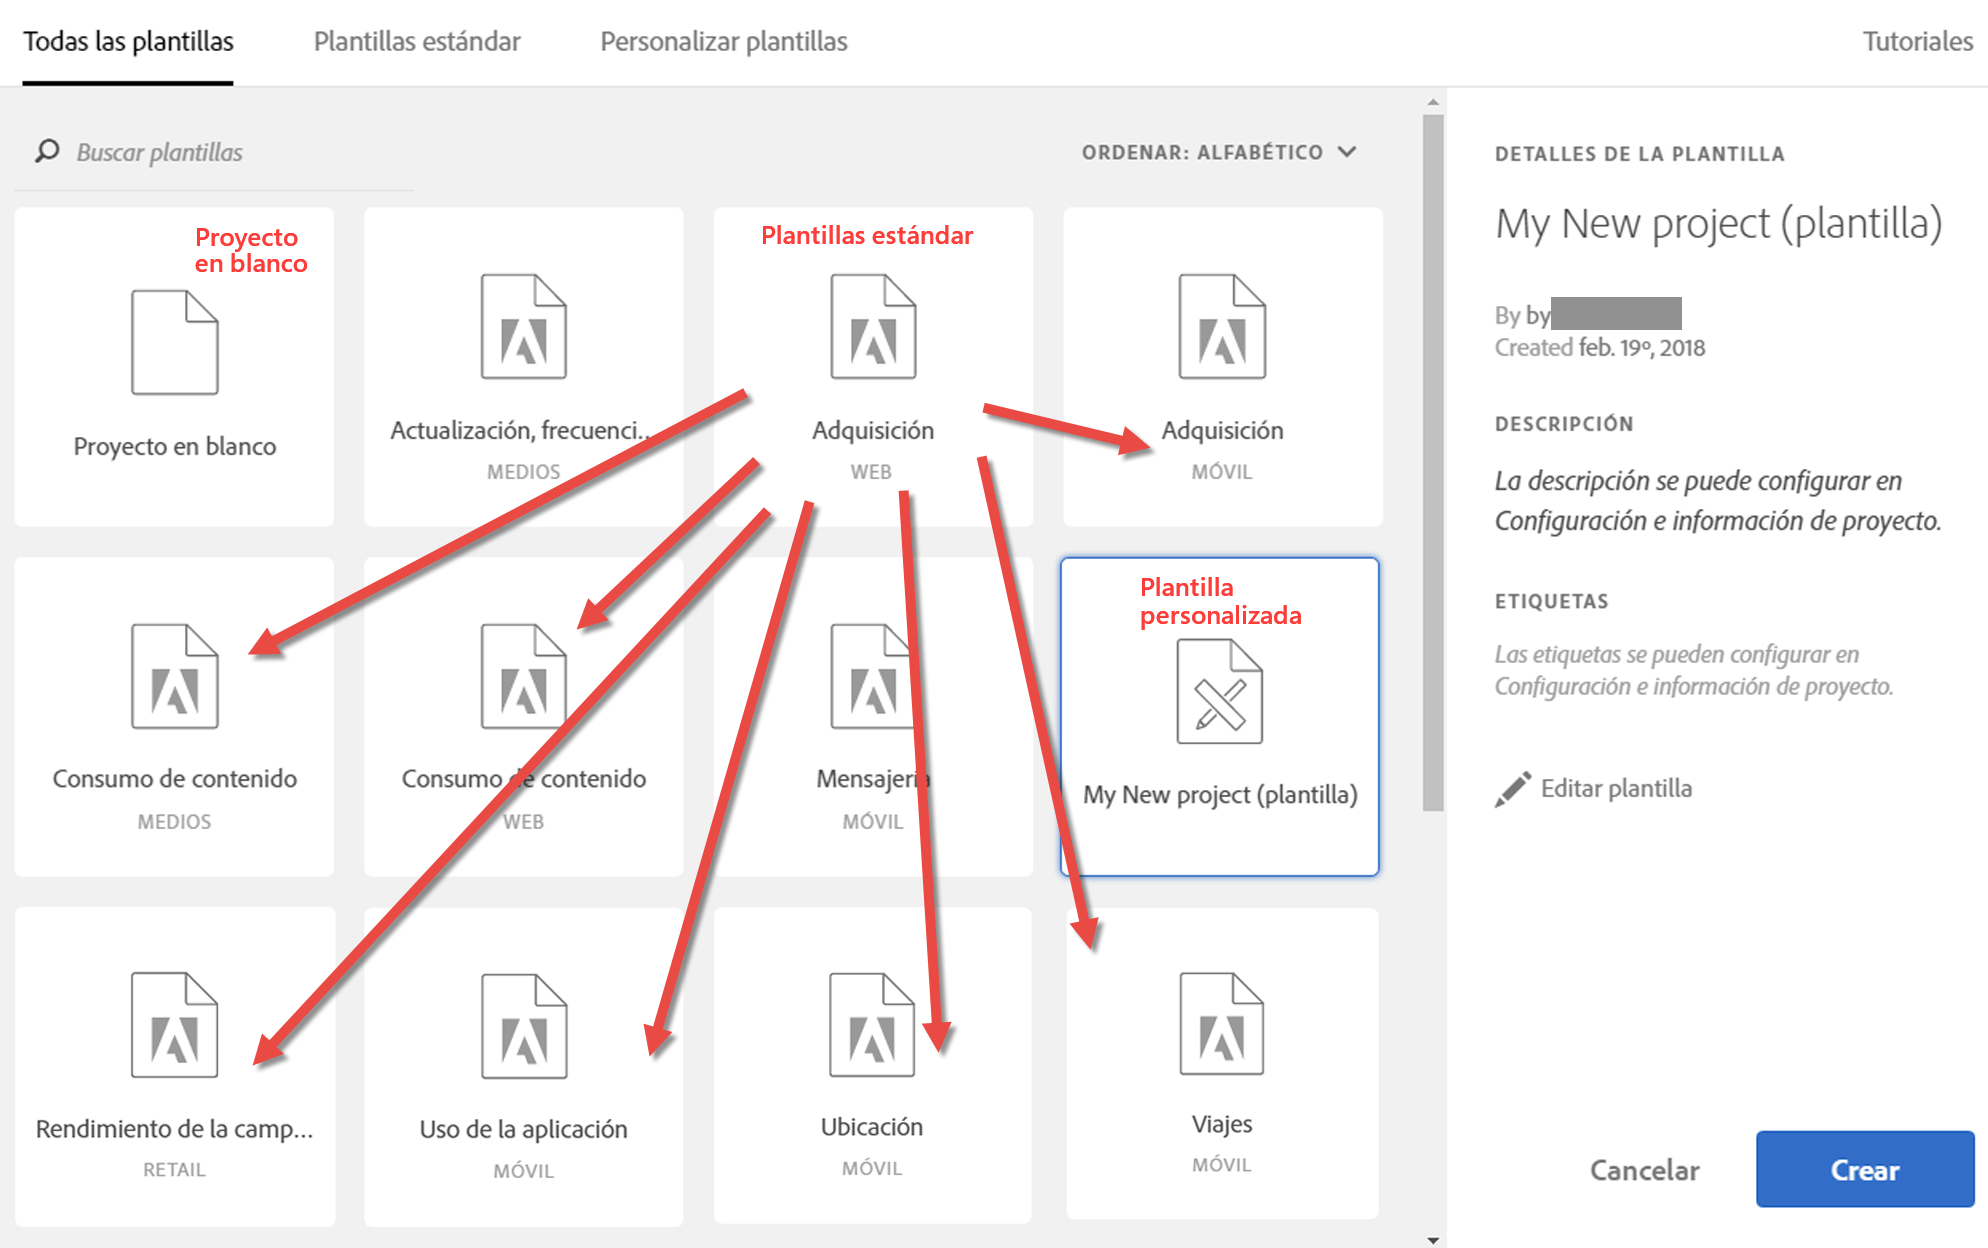 Todas las plantillas
Plantillas estándar
Personalizar plantillas
Tutoriales
Buscar plantillas
ORDENAR: ALFABÉTICO
Proyecto
en blanco
Proyecto en blanco
Actualización, frecuenci...
MEDIOS
Plantillas estándar
Adquisición
WEB
Adquisición
MÓVIL
Consumo de contenido
MEDIOS
Consumo de contenido
WEB
Mensajería
MÓVIL
Plantilla
personalizada
My New project (plantilla)
Rendimiento de la camp...
RETAIL
Uso de la aplicación
MÓVIL
Ubicación
MÓVIL
Viajes
MÓVIL
DETALLES DE LA PLANTILLA
My New project (plantilla)
By by
Created feb. 19º, 2018
DESCRIPCIÓN
La descripción se puede configurar en
Configuración e información de proyecto.
ETIQUETAS
Las etiquetas se pueden configurar en
Configuración e información de proyecto.
Editar plantilla
Cancelar
Crear